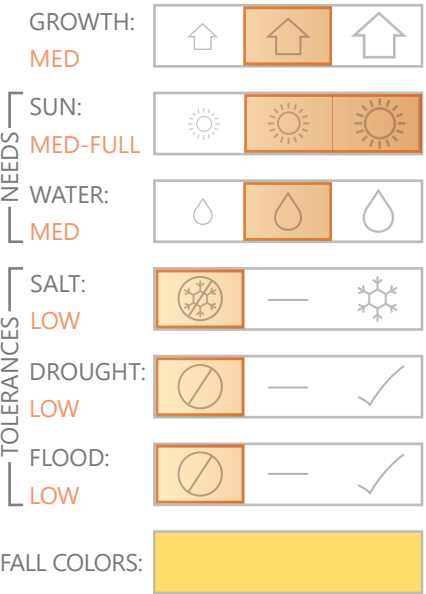 GROWTH:
MED
NEEDS
SUN:
MED-FULL
WATER:
MED
TOLERANCES
SALT:
LOW
DROUGHT:
LOW
FLOOD:
LOW
FALL COLORS: